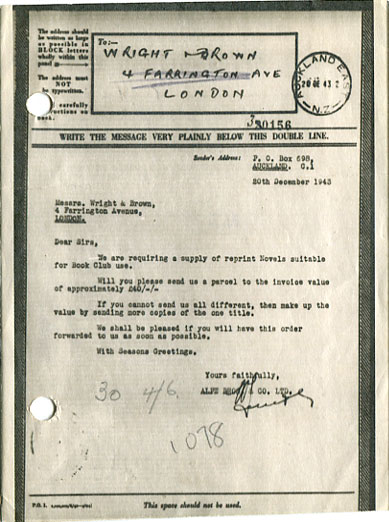 The address should
be written as large
as possible in
BLOCK letters
wholly within this
panel
The address must
NOT
be typewritten.
carefully
To:-
WRIGHT & BROWN
4 FARRINGTON AVE
LONDON
AUCKLAND EAST
20 DE 43
N.Z.
30156
WRITE THE MESSAGE VERY PLAINLY BELOW THIS DOUBLE LINE.
Sender's Address: P. O. Box 698,
AUCKLAND. C.1
20th December 1943
Messrs. Wright & Brown,
4 Farrington Avenue,
LONDON.
Dear Sirs,
We are requiring a supply of reprint Novels suitable
for Book Club use.
Will you please send us a parcel to the invoice value
of approximately £40/-/-
If you cannot send us all different, then make up the
value by sending more copies of the one title.
We shall be pleased if you will have this order
forwarded to us as soon as possible.
With Seasons Greetings.
Yours faithfully,
ALFX & CO. LTD.
30 4/6
1078
P.O.1.
This space should not be used.